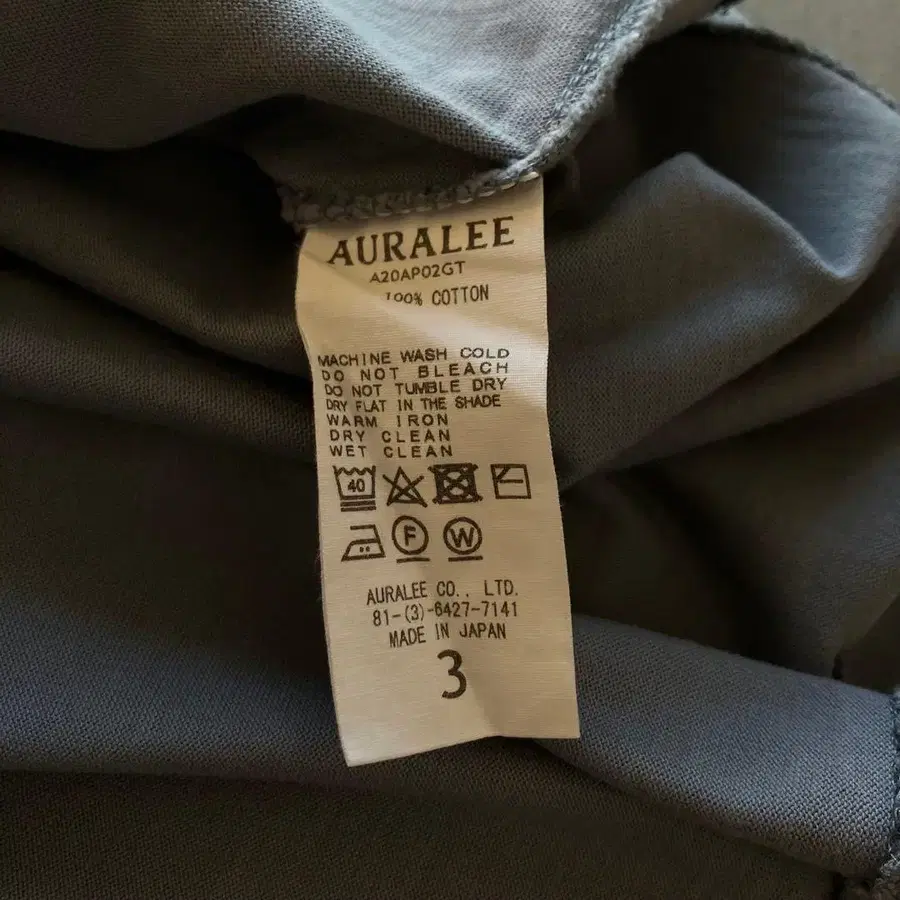 AURALEE
A20AP02GT
100% COTTON
MACHINE WASH COLD
DO NOT BLEACH
DO NOT TUMBLE DRY
DRY FLAT IN THE SHADE
WARM IRON
DRY CLEAN
WET CLEAN
40
F W
AURALEE CO., LTD.
81-(3)-6427-7141
MADE IN JAPAN
3